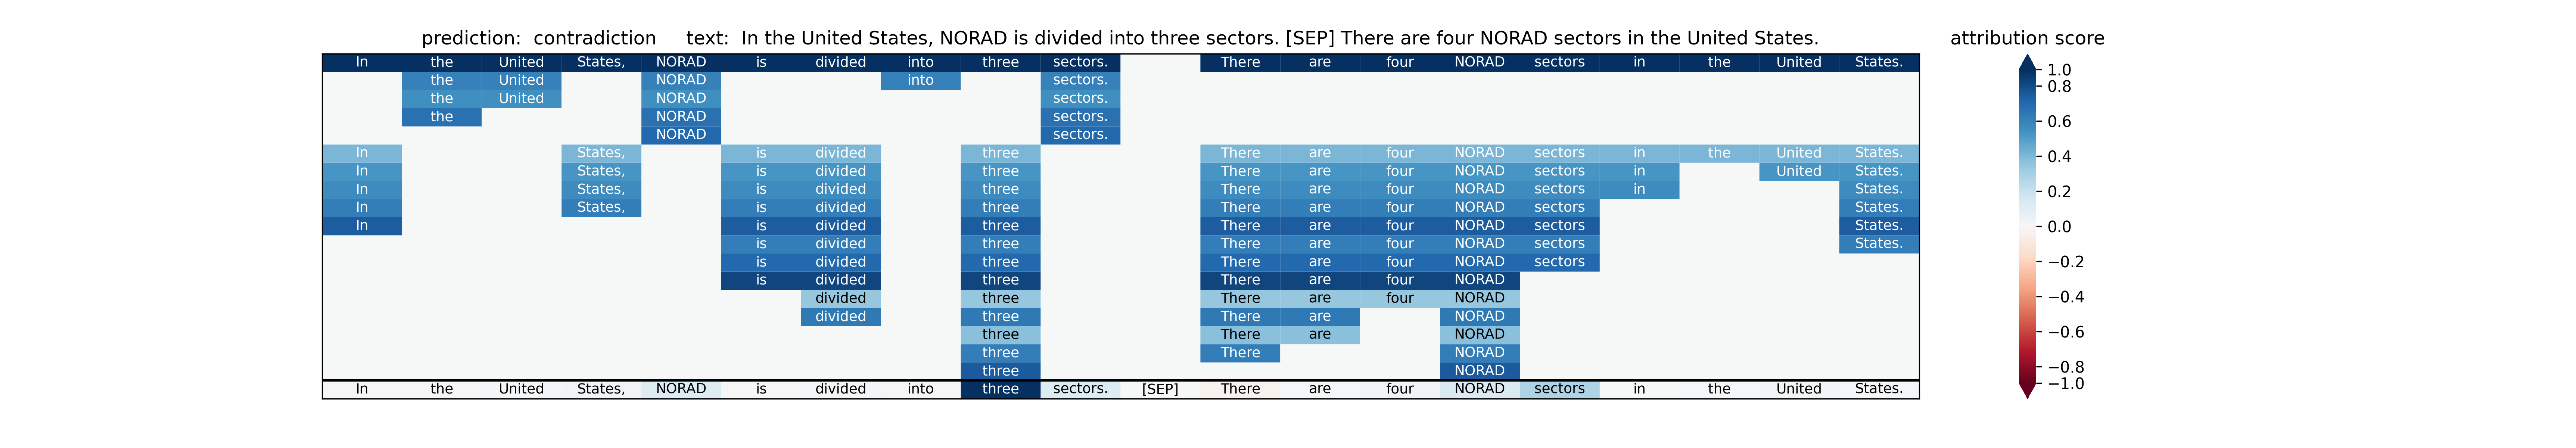 prediction: contradiction text: In the United States, NORAD is divided into three sectors. [SEP] There are four NORAD sectors in the United States.
attribution score
In the United States, NORAD is divided into three sectors. There are four NORAD sectors in the United States.
the United NORAD into sectors.
the United NORAD sectors.
the NORAD sectors.
NORAD sectors.
In States, is divided three There are four NORAD sectors in the United States.
In States, is divided three There are four NORAD sectors in United States.
In States, is divided three There are four NORAD sectors in States.
In States, is divided three There are four NORAD sectors States.
In is divided three There are four NORAD sectors States.
is divided three There are four NORAD sectors States.
is divided three There are four NORAD sectors
is divided three There are four NORAD
divided three There are four NORAD
divided three There are NORAD
three There are NORAD
three There NORAD
three NORAD
In the United States, NORAD is divided into three sectors. [SEP] There are four NORAD sectors in the United States.
1.0
0.8
0.6
0.4
0.2
0.0
−0.2
−0.4
−0.6
−0.8
−1.0